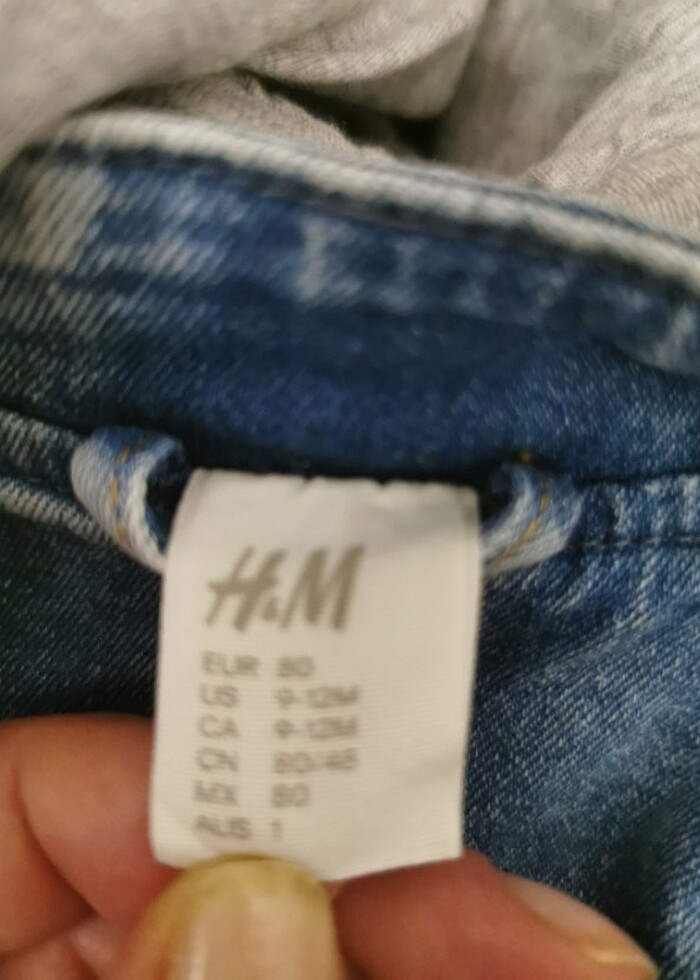 H&M
EUR 80
US 9-12M
CA 9-12M
CN 80/48
MX 80
AUS 1